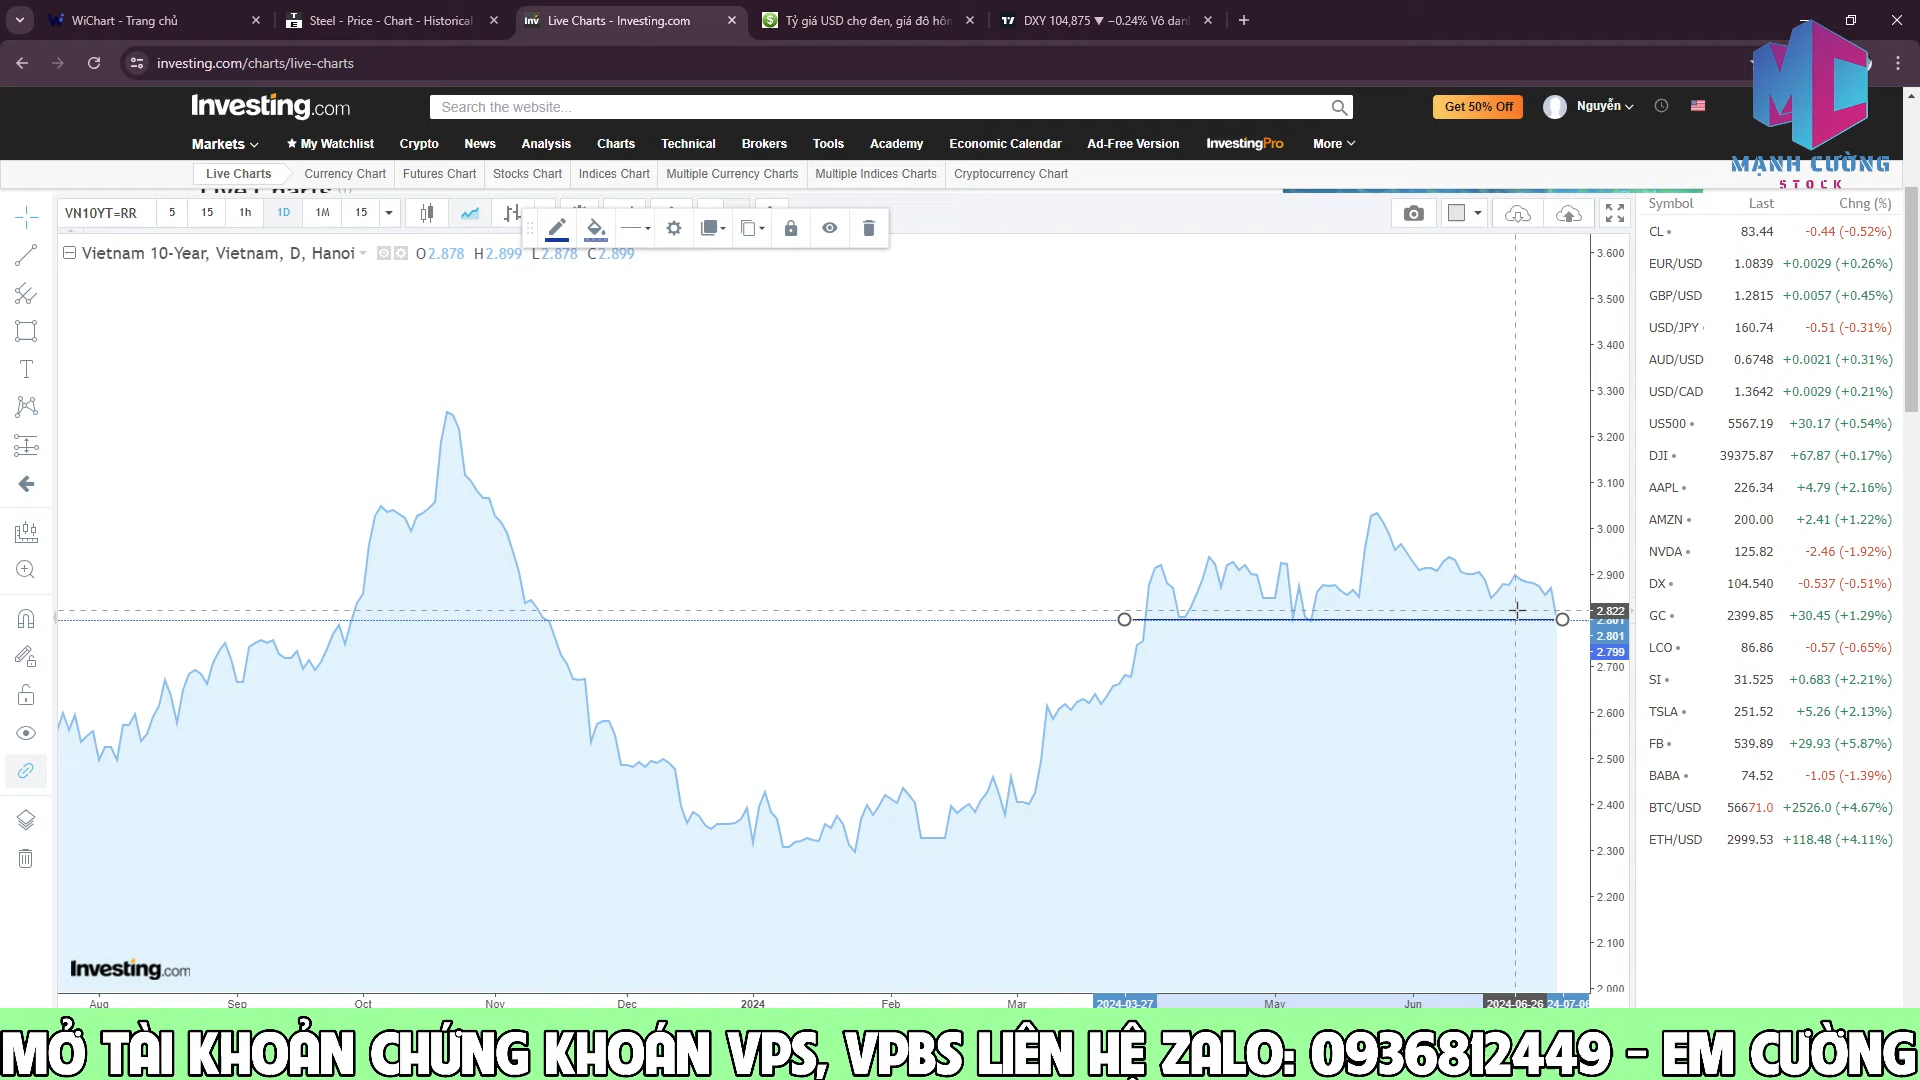 WiChart - Trang chủ
Steel - Price - Chart - Historical
Live Charts - Investing.com
Tỷ giá USD chợ đen, giá đô hôm
DXY 104,875 ▼ −0.24% Vô danh
investing.com/charts/live-charts
Investing.com
Search the website...
Get 50% Off
Nguyễn
Markets
★ My Watchlist
Crypto
News
Analysis
Charts
Technical
Brokers
Tools
Academy
Economic Calendar
Ad-Free Version
InvestingPro
More
MẠNH CƯỜNG
STOCK
Live Charts
Currency Chart
Futures Chart
Stocks Chart
Indices Chart
Multiple Currency Charts
Multiple Indices Charts
Cryptocurrency Chart
VN10YT=RR
5
15
1h
1D
1M
15
Vietnam 10-Year, Vietnam, D, Hanoi
O2.878 H2.899 L2.878 C2.899
3.600
3.500
3.400
3.300
3.200
3.100
3.000
2.900
2.822
2.801
2.801
2.799
2.700
2.600
2.500
2.400
2.300
2.200
2.100
2.000
Investing.com
Aug
Sep
Oct
Nov
Dec
2024
Feb
Mar
2024-03-27
May
Jun
2024-06-26
24-07-06
Symbol Last Chng (%)
CL 83.44 -0.44 (-0.52%)
EUR/USD 1.0839 +0.0029 (+0.26%)
GBP/USD 1.2815 +0.0057 (+0.45%)
USD/JPY 160.74 -0.51 (-0.31%)
AUD/USD 0.6748 +0.0021 (+0.31%)
USD/CAD 1.3642 +0.0029 (+0.21%)
US500 5567.19 +30.17 (+0.54%)
DJI 39375.87 +67.87 (+0.17%)
AAPL 226.34 +4.79 (+2.16%)
AMZN 200.00 +2.41 (+1.22%)
NVDA 125.82 -2.46 (-1.92%)
DX 104.540 -0.537 (-0.51%)
GC 2399.85 +30.45 (+1.29%)
LCO 86.86 -0.57 (-0.65%)
SI 31.525 +0.683 (+2.21%)
TSLA 251.52 +5.26 (+2.13%)
FB 539.89 +29.93 (+5.87%)
BABA 74.52 -1.05 (-1.39%)
BTC/USD 56671.0 +2526.0 (+4.67%)
ETH/USD 2999.53 +118.48 (+4.11%)
MỞ TÀI KHOẢN CHỨNG KHOÁN VPS, VPBS LIÊN HỆ ZALO: 0936812449 - EM CƯỜNG